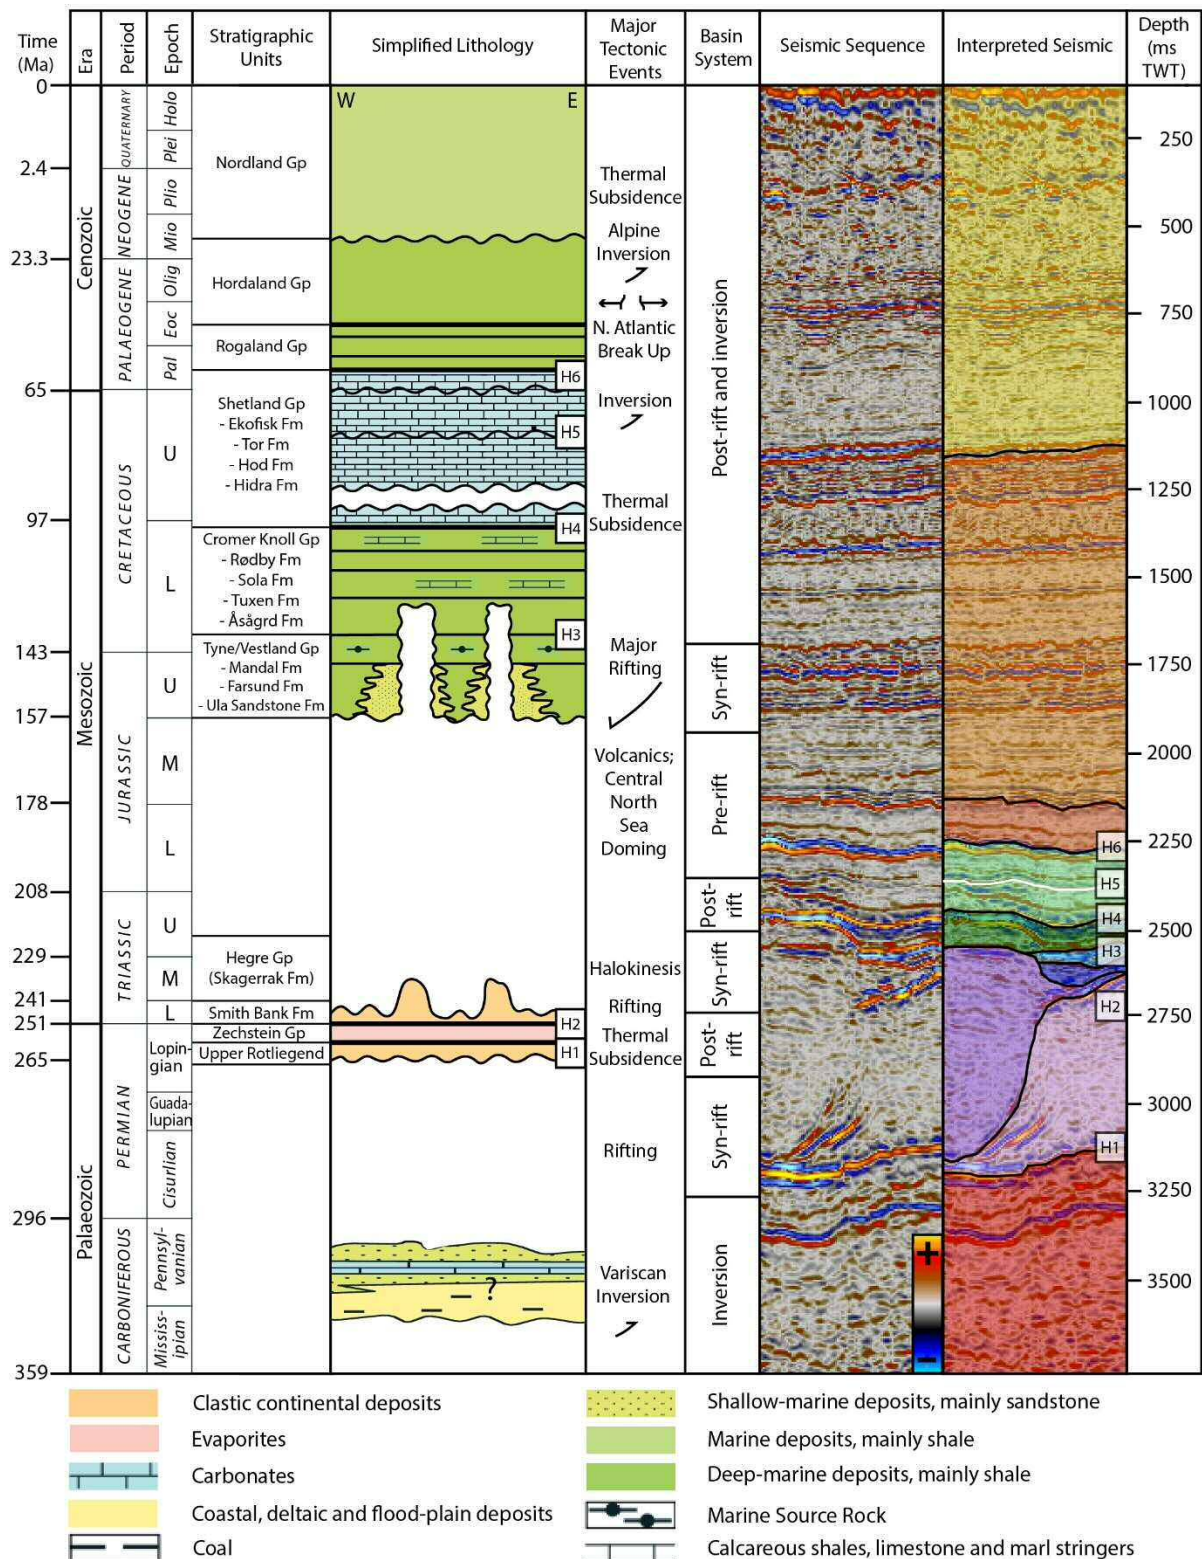 Time
(Ma)
Era
Period
Epoch
Stratigraphic
Units
Simplified Lithology
Major
Tectonic
Events
Basin
System
Seismic Sequence
Interpreted Seismic
Depth
(ms
TWT)
0
2.4
23.3
65
97
143
157
178
208
229
241
251
265
296
359
Cenozoic
Mesozoic
Palaeozoic
QUATERNARY
NEOGENE
PALAEOGENE
CRETACEOUS
JURASSIC
TRIASSIC
PERMIAN
CARBONIFEROUS
Holo
Plei
Plio
Mio
Olig
Eoc
Pal
U
L
U
M
L
U
M
L
Lopin-
gian
Guada-
lupian
Cisurlian
Pennsyl-
vanian
Mississ-
ipian
Nordland Gp
Hordaland Gp
Rogaland Gp
Shetland Gp
- Ekofisk Fm
- Tor Fm
- Hod Fm
- Hidra Fm
Cromer Knoll Gp
- Rødby Fm
- Sola Fm
- Tuxen Fm
- Åsågrd Fm
Tyne/Vestland Gp
- Mandal Fm
- Farsund Fm
- Ula Sandstone Fm
Hegre Gp
(Skagerrak Fm)
Smith Bank Fm
Zechstein Gp
Upper Rotliegend
W E
H6
H5
H4
H3
H2
H1
?
Thermal
Subsidence
Alpine
Inversion
N. Atlantic
Break Up
Inversion
Thermal
Subsidence
Major
Rifting
Volcanics;
Central
North
Sea
Doming
Halokinesis
Rifting
Thermal
Subsidence
Rifting
Variscan
Inversion
Post-rift and inversion
Syn-rift
Pre-rift
Post-
rift
Syn-rift
Post-
rift
Syn-rift
Inversion
+
-
H6
H5
H4
H3
H2
H1
250
500
750
1000
1250
1500
1750
2000
2250
2500
2750
3000
3250
3500
Clastic continental deposits
Evaporites
Carbonates
Coastal, deltaic and flood-plain deposits
Coal
Shallow-marine deposits, mainly sandstone
Marine deposits, mainly shale
Deep-marine deposits, mainly shale
Marine Source Rock
Calcareous shales, limestone and marl stringers